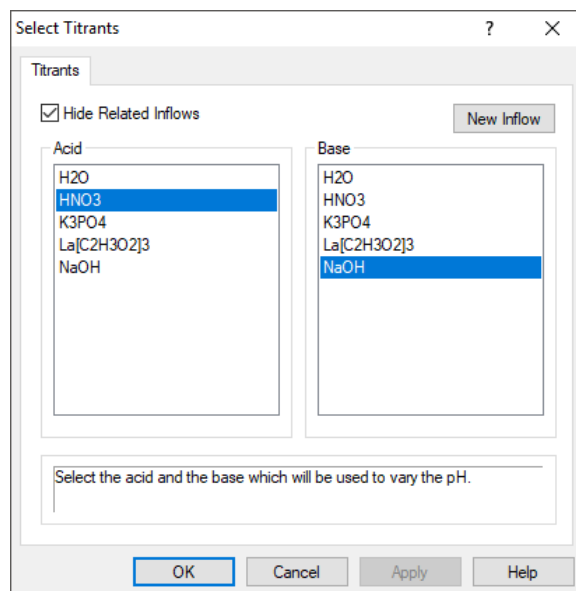 Select Titrants
?
Titrants
Hide Related Inflows
New Inflow
Acid
H2O
HNO3
K3PO4
La[C2H3O2]3
NaOH
Base
H2O
HNO3
K3PO4
La[C2H3O2]3
NaOH
Select the acid and the base which will be used to vary the pH.
OK
Cancel
Apply
Help